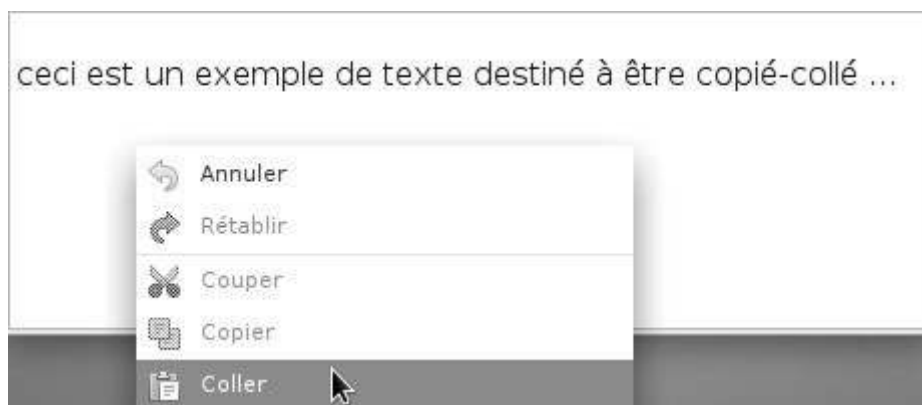 ceci est un exemple de texte destiné à être copié-collé ...
Annuler
Rétablir
Couper
Copier
Coller